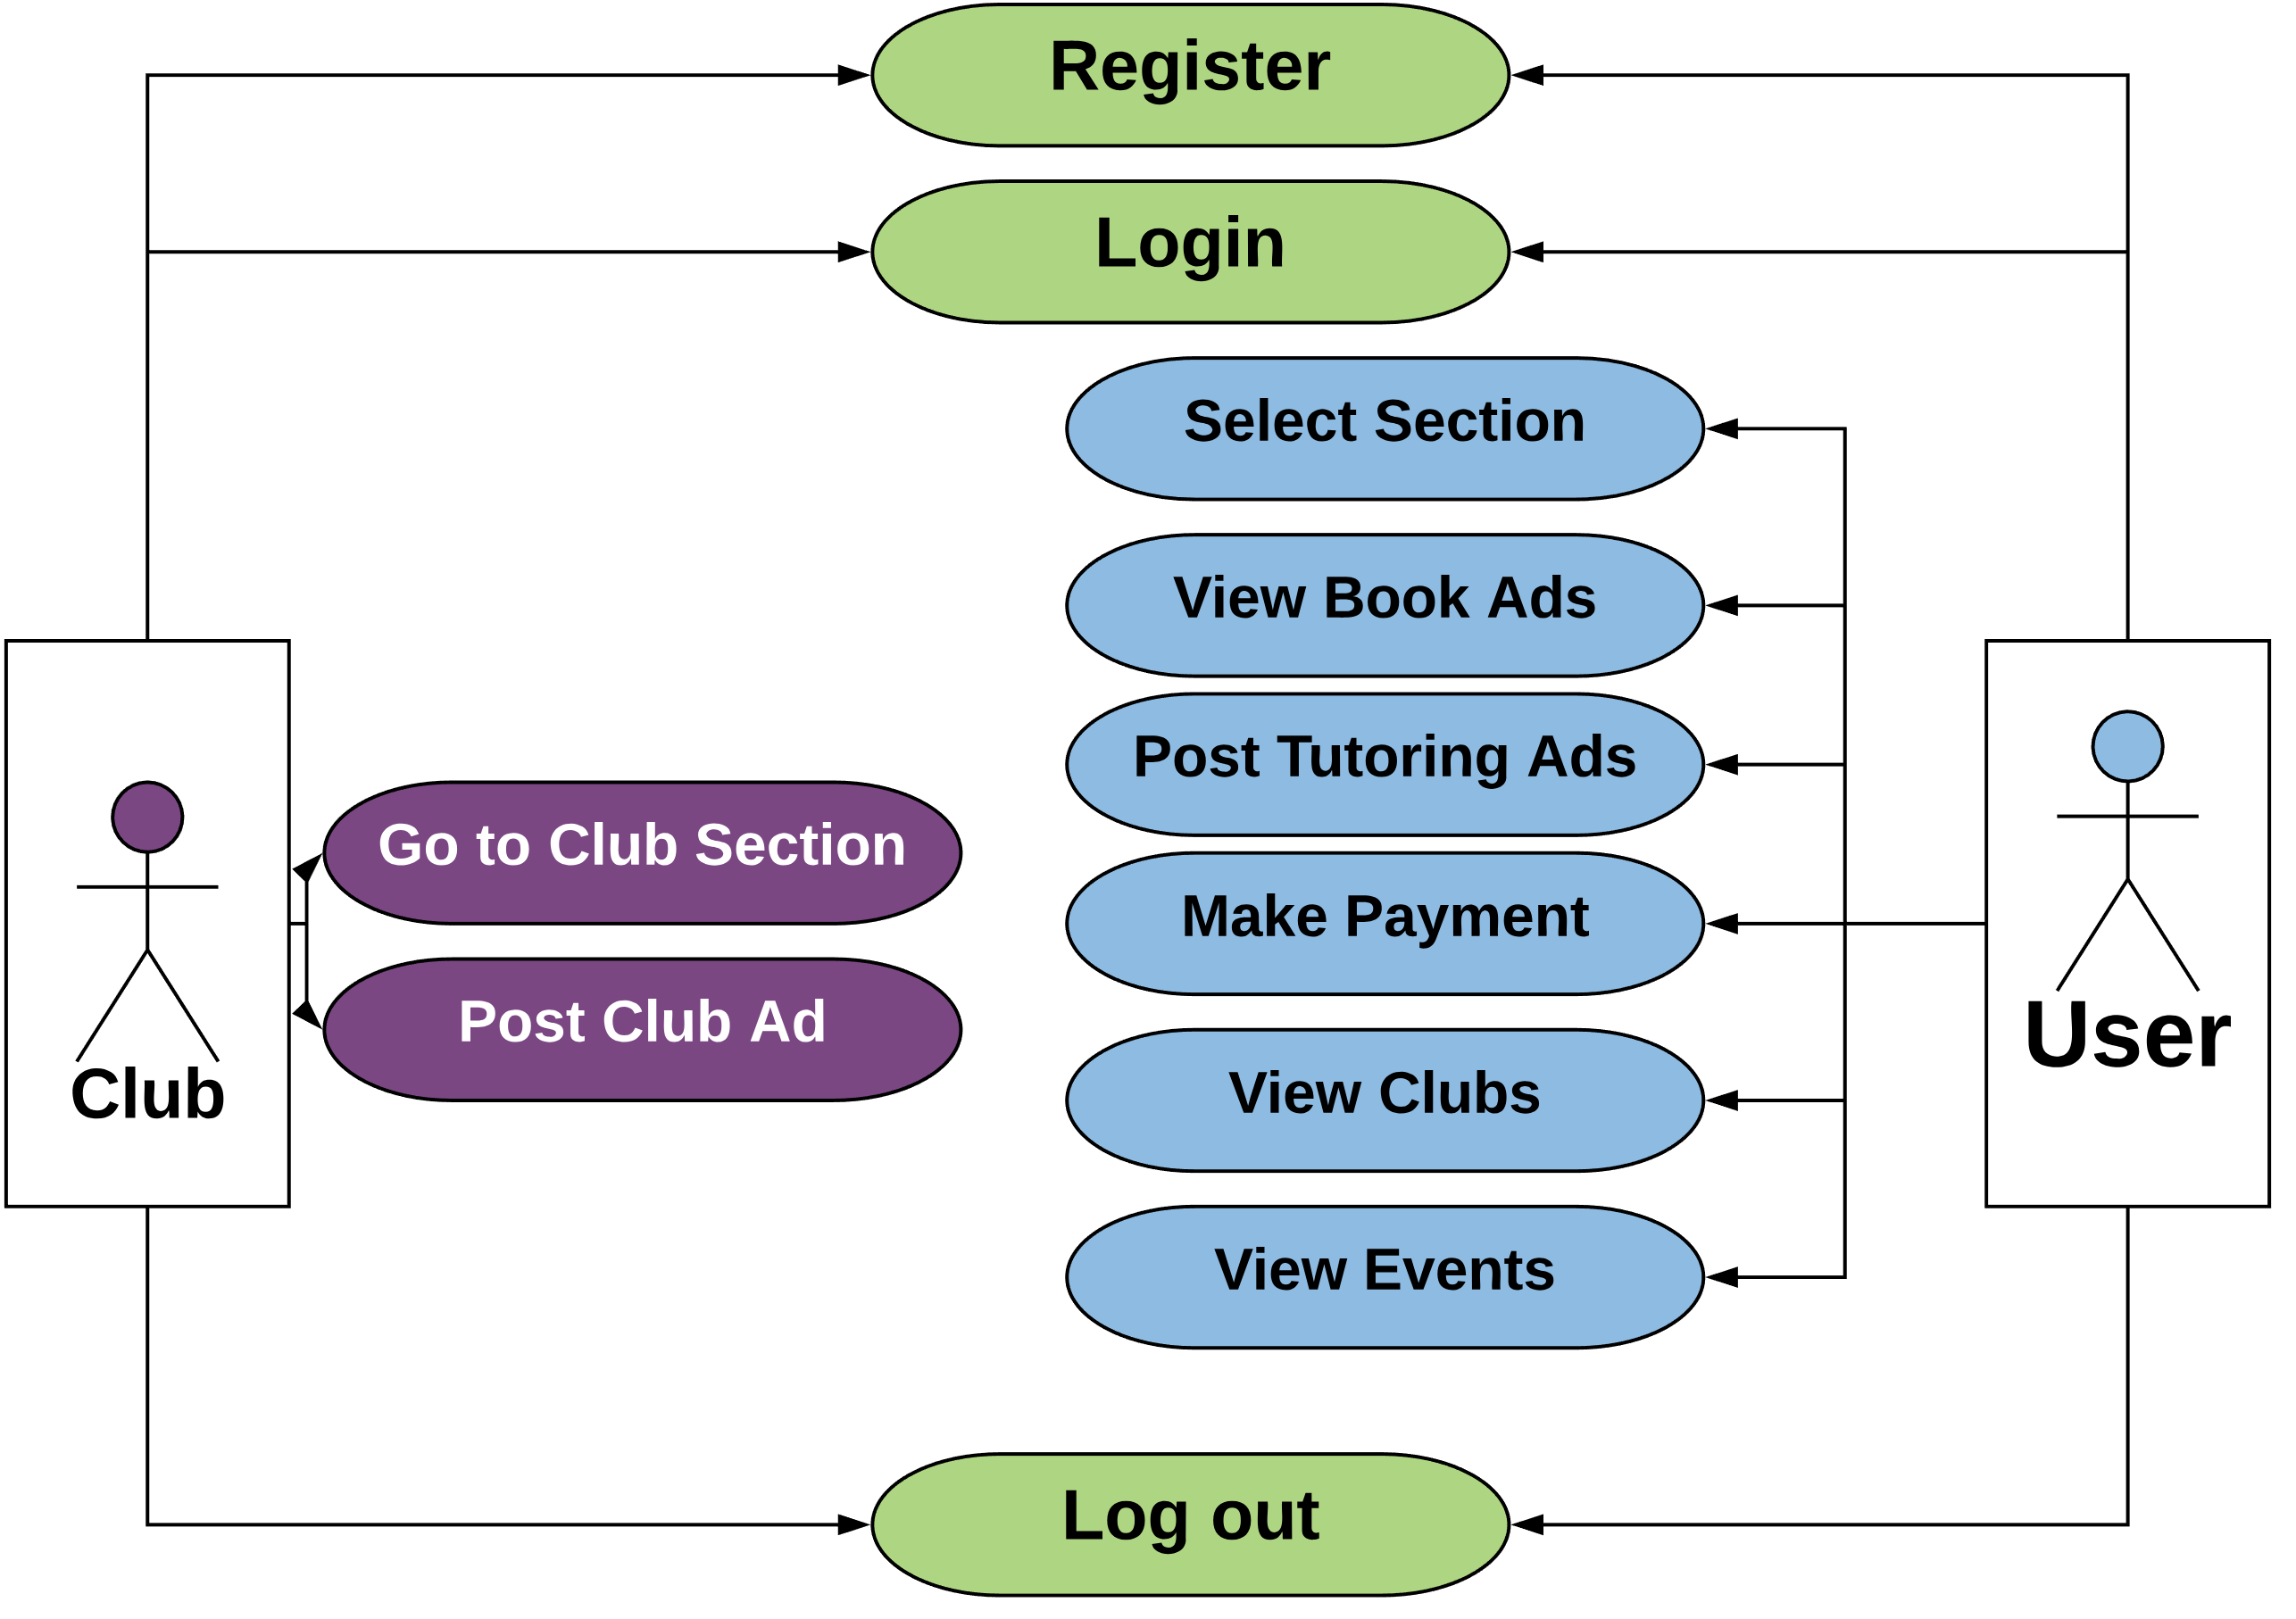 Register
Login
Select Section
View Book Ads
Post Tutoring Ads
Go to Club Section
Make Payment
Post Club Ad
User
Club
View Clubs
View Events
Log out